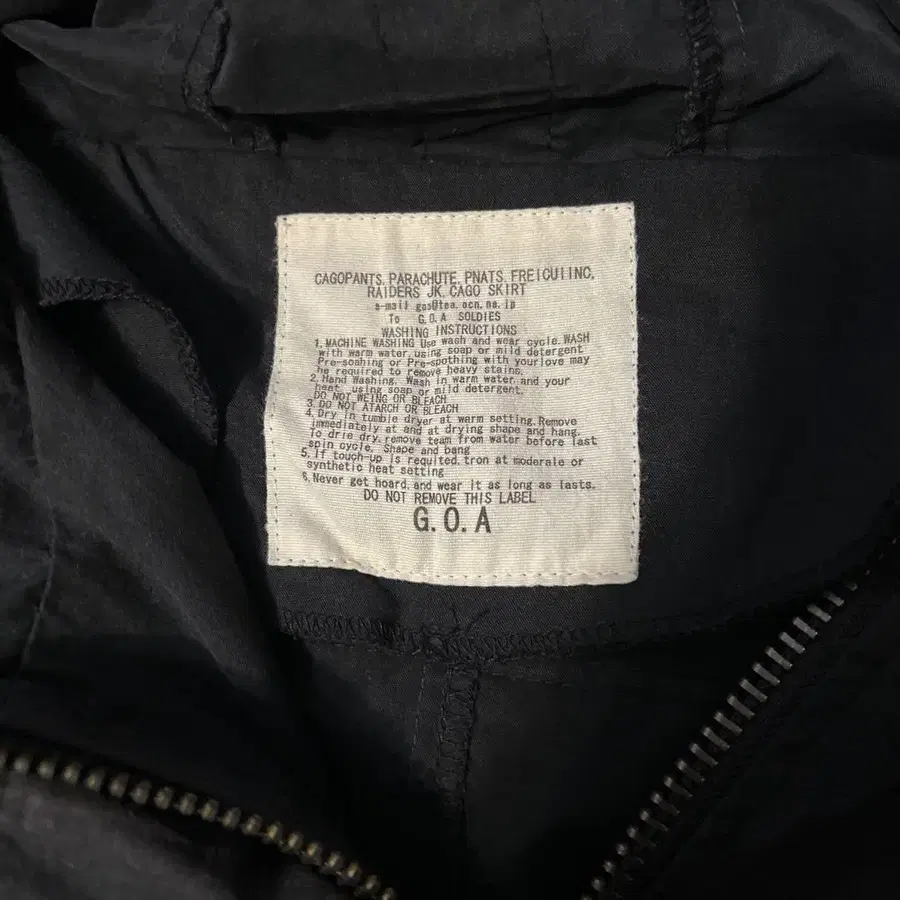 CAGOPANTS. PARACHUTE. PNATS. FREICUIINC.
RAIDERS JK. CAGO SKIRT
e-mail goa@tea.ocn.ne.jp
To G.O.A SOLDIES
WASHING INSTRUCTIONS
1. MACHINE WASHING Use wash and wear cycle. WASH
with warm water. using soap or mild detergent
Pre-soahing or Pre-spothing with yourlove may
he required to remove heavy stains.
2. Hand Washing. Wash in warm water. and your
heat using soap or mild detergent.
DO NOT WEING OR BLEACH
3. DO NOT ATARCH OR BLEACH
4. Dry in tumble dryer at warm setting. Remove
immediately at and at drying shape and hang.
To drie dry. remove team from water before last
spin cycle. Shape and bang
5. If touch-up is requited. tron at moderale or
synthetic heat setting
6. Never get hoard. and wear it as long as lasts.
DO NOT REMOVE THIS LABEL
G.O.A